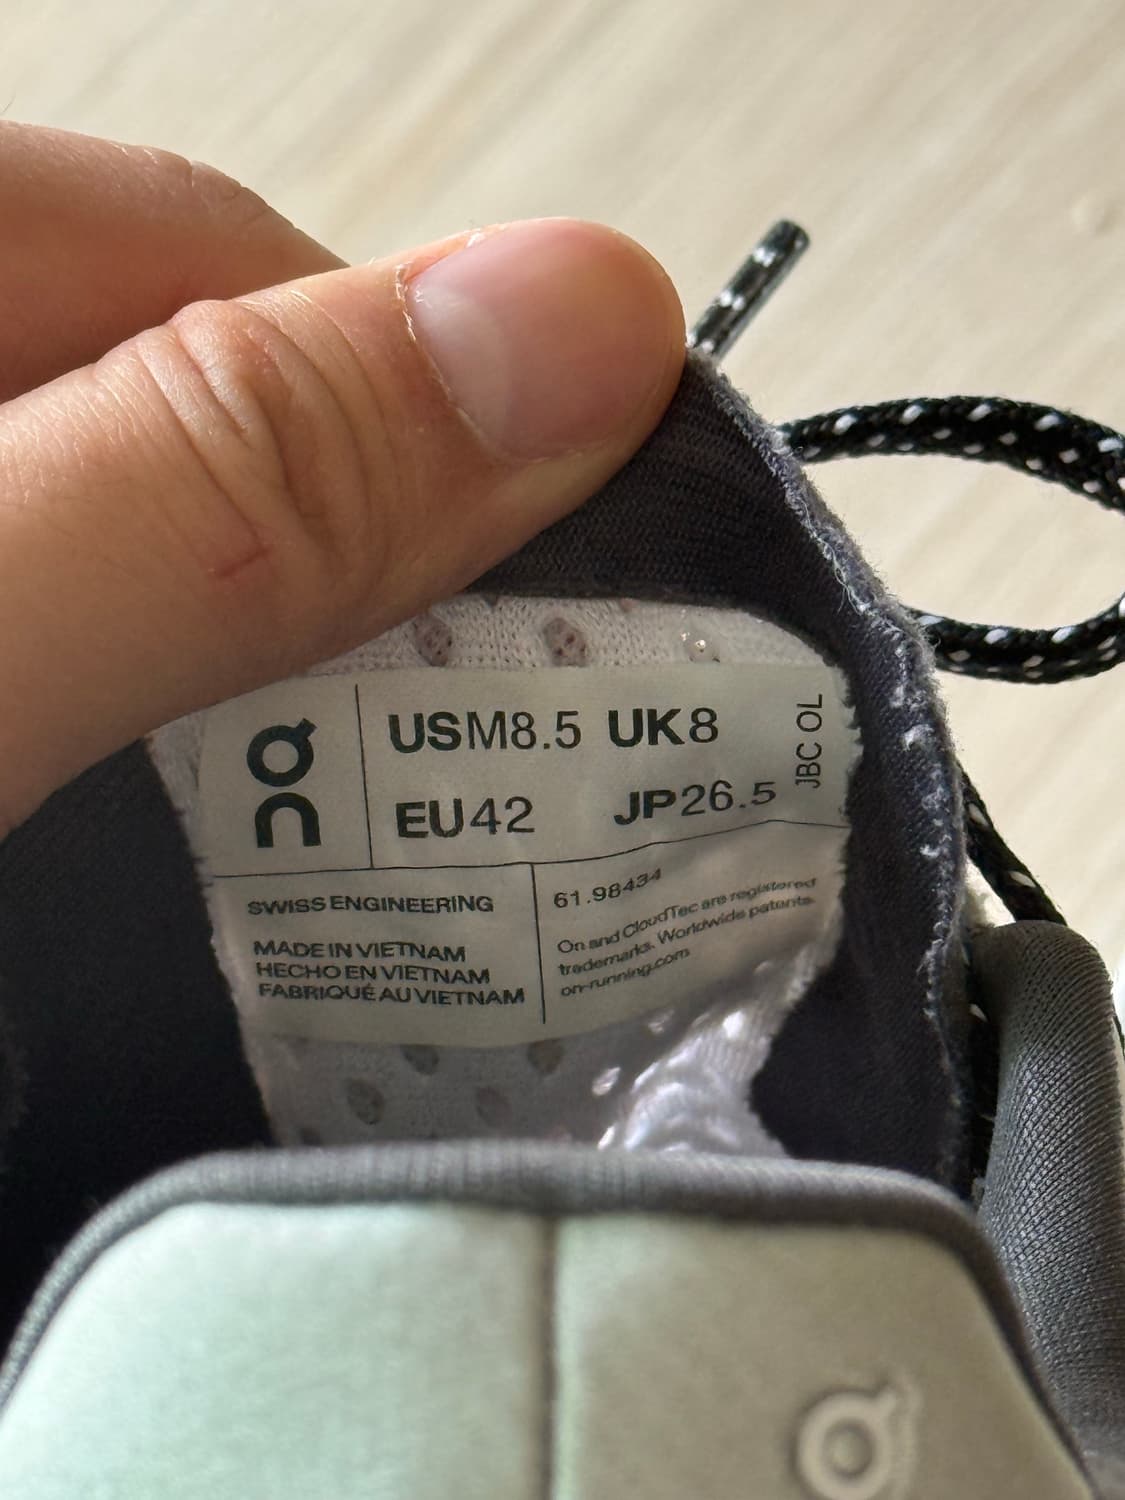 On
USM8.5 UK8
EU42 JP26.5
JBC OL
SWISS ENGINEERING
MADE IN VIETNAM
HECHO EN VIETNAM
FABRIQUÉ AU VIETNAM
61.98434
On and CloudTec are registered
trademarks. Worldwide patents.
on-running.com